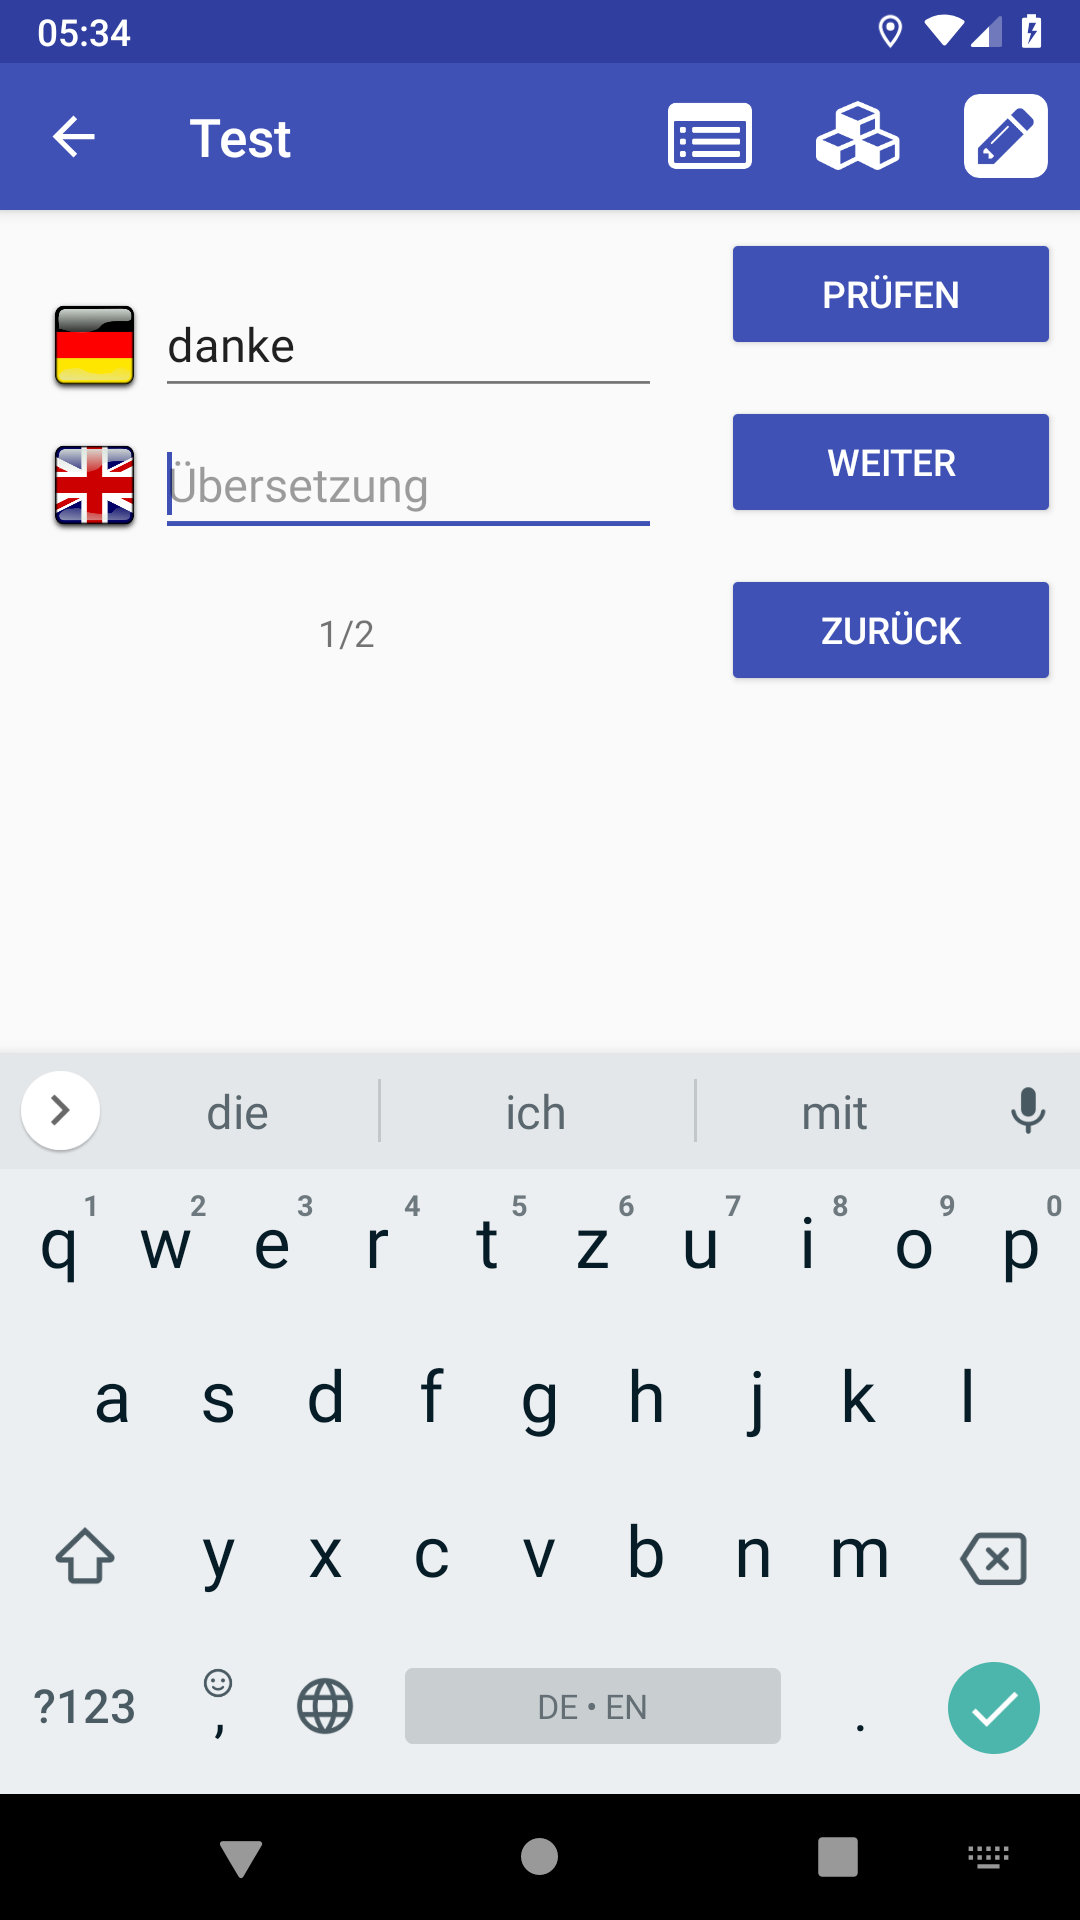 05:34
Test
PRÜFEN
danke
WEITER
Übersetzung
1/2
ZURÜCK
die ich mit
1 2 3 4 5 6 7 8 9 0
q w e r t z u i o p
a s d f g h j k l
y x c v b n m
?123 , DE • EN .